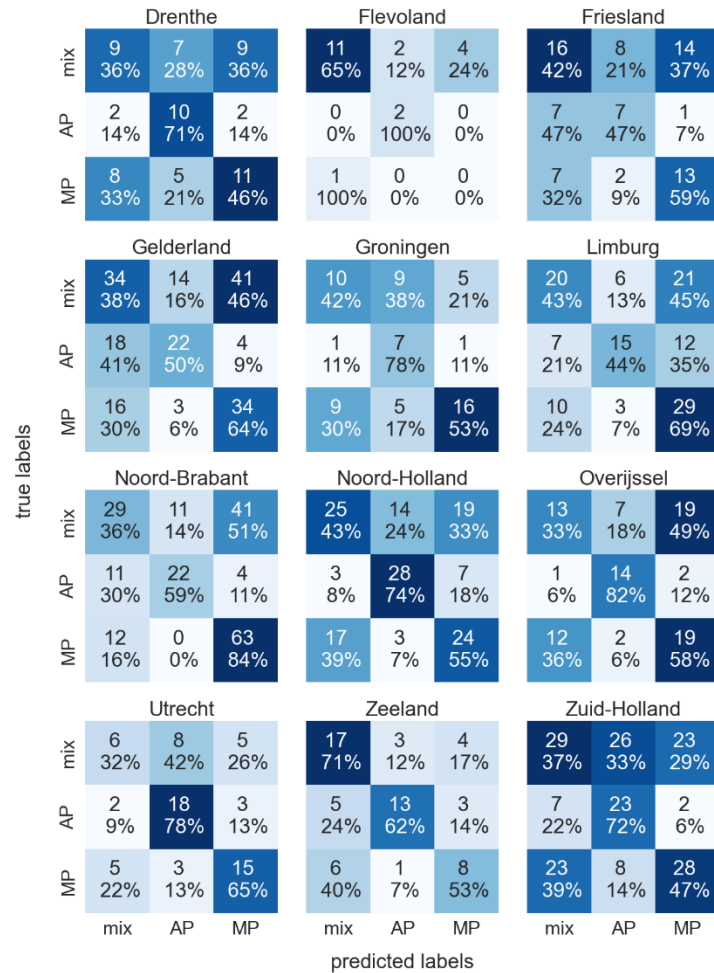 Drenthe Flevoland Friesland
mix 9 7 9 11 2 4 16 8 14
36% 28% 36% 65% 12% 24% 42% 21% 37%
AP 2 10 2 0 2 0 7 7 1
14% 71% 14% 0% 100% 0% 47% 47% 7%
MP 8 5 11 1 0 0 7 2 13
33% 21% 46% 100% 0% 0% 32% 9% 59%
Gelderland Groningen Limburg
mix 34 14 41 10 9 5 20 6 21
38% 16% 46% 42% 38% 21% 43% 13% 45%
AP 18 22 4 1 7 1 7 15 12
41% 50% 9% 11% 78% 11% 21% 44% 35%
MP 16 3 34 9 5 16 10 3 29
30% 6% 64% 30% 17% 53% 24% 7% 69%
true labels
Noord-Brabant Noord-Holland Overijssel
mix 29 11 41 25 14 19 13 7 19
36% 14% 51% 43% 24% 33% 33% 18% 49%
AP 11 22 4 3 28 7 1 14 2
30% 59% 11% 8% 74% 18% 6% 82% 12%
MP 12 0 63 17 3 24 12 2 19
16% 0% 84% 39% 7% 55% 36% 6% 58%
Utrecht Zeeland Zuid-Holland
mix 6 8 5 17 3 4 29 26 23
32% 42% 26% 71% 12% 17% 37% 33% 29%
AP 2 18 3 5 13 3 7 23 2
9% 78% 13% 24% 62% 14% 22% 72% 6%
MP 5 3 15 6 1 8 23 8 28
22% 13% 65% 40% 7% 53% 39% 14% 47%
mix AP MP mix AP MP mix AP MP
predicted labels